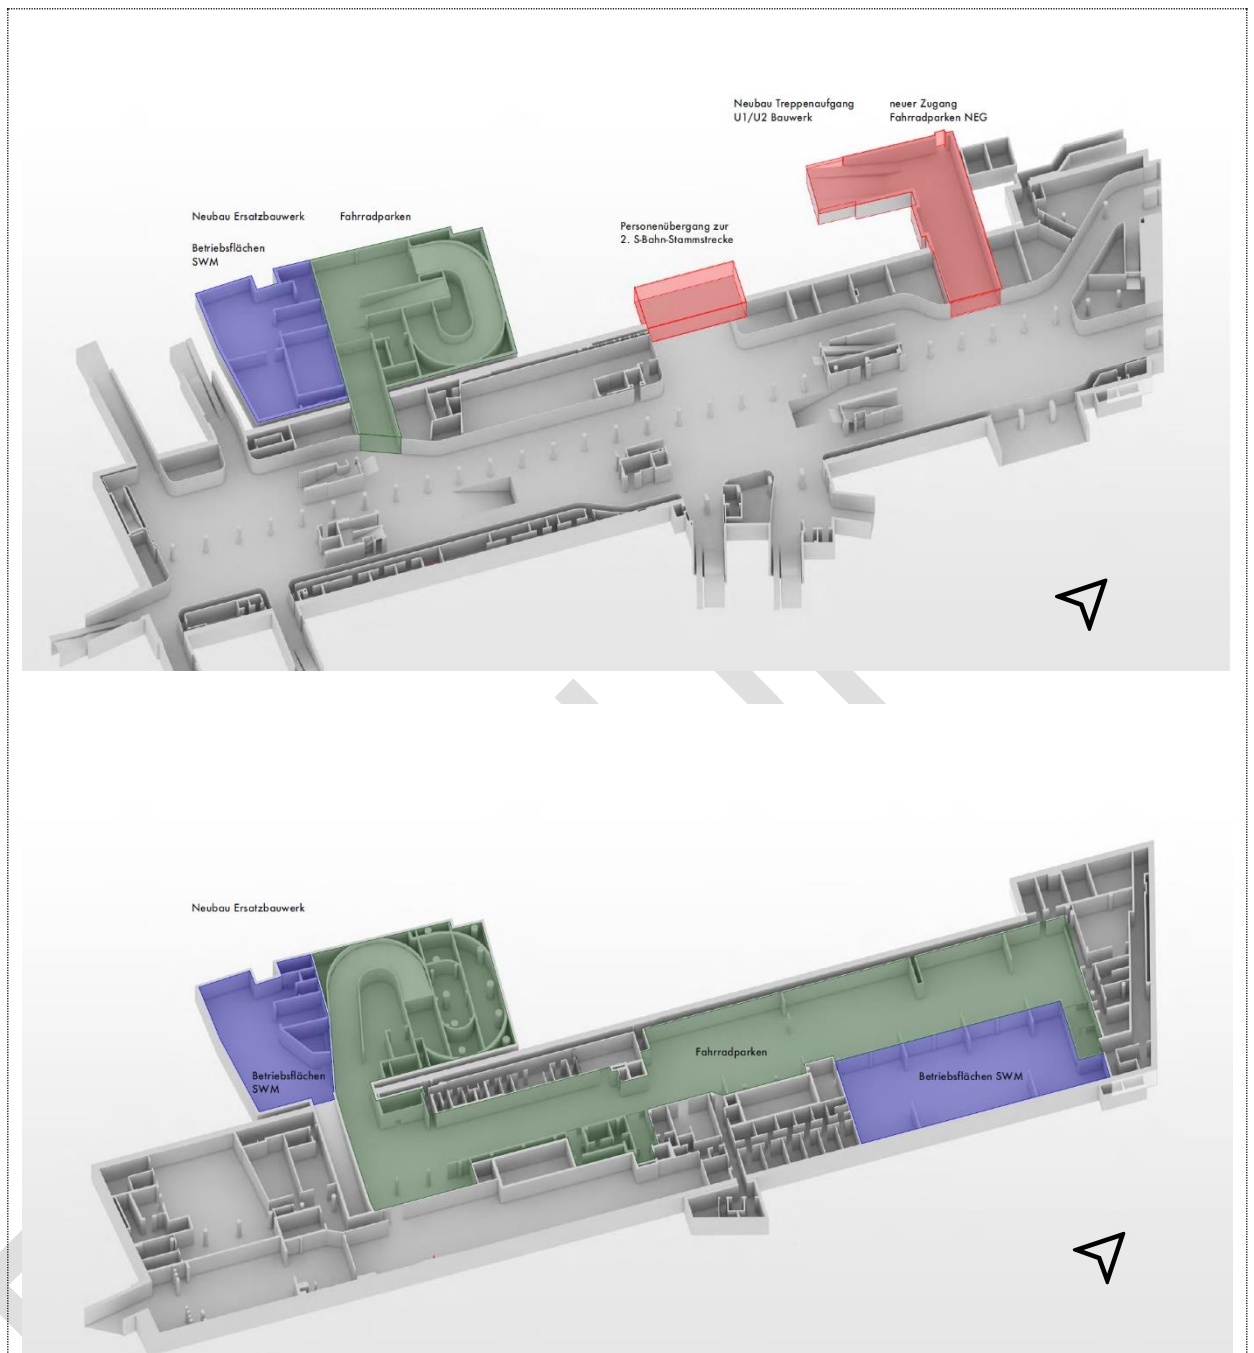 Neubau Treppenaufgang
U1/U2 Bauwerk
neuer Zugang
Fahrradparken NEG
Neubau Ersatzbauwerk
Fahrradparken
Betriebsflächen
SWM
Personenübergang zur
2. S-Bahn-Stammstrecke
Neubau Ersatzbauwerk
Fahrradparken
Betriebsflächen
SWM
Betriebsflächen SWM